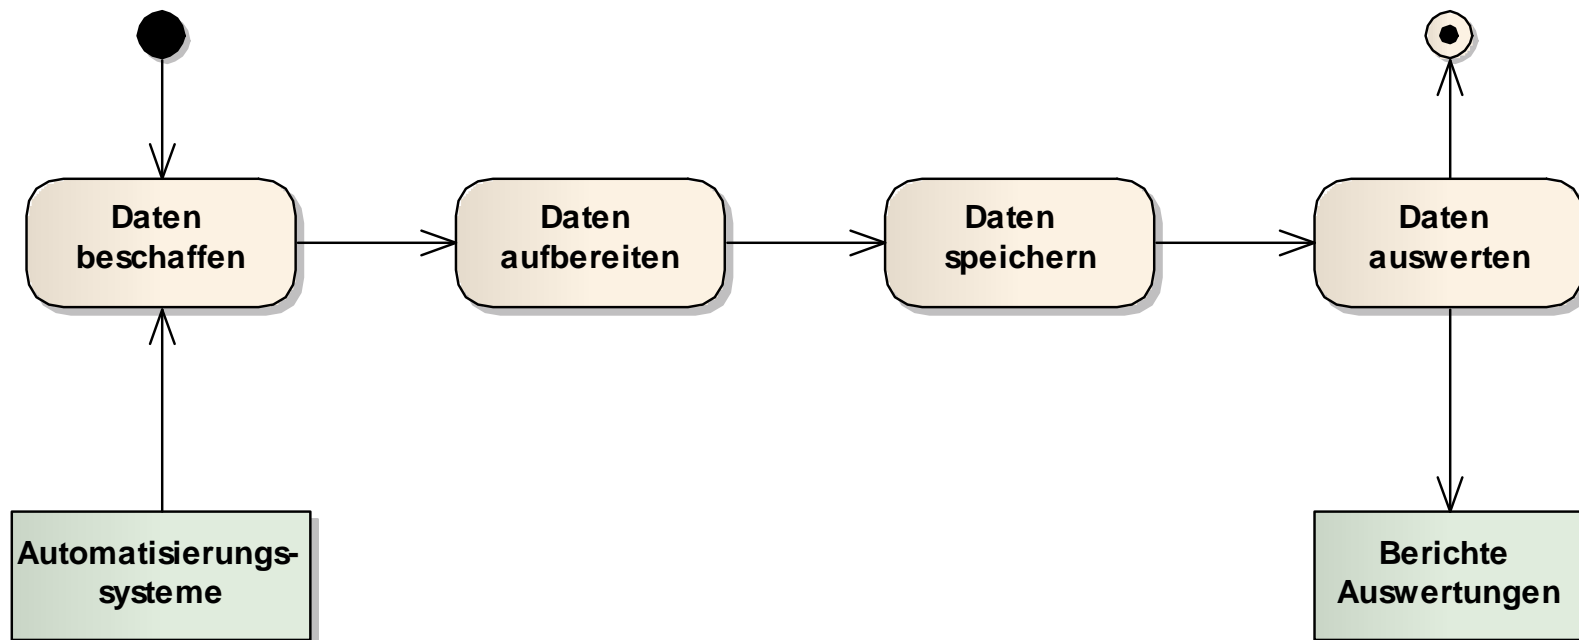 Daten
beschaffen
Daten
aufbereiten
Daten
speichern
Daten
auswerten
Automatisierungs-
systeme
Berichte
Auswertungen